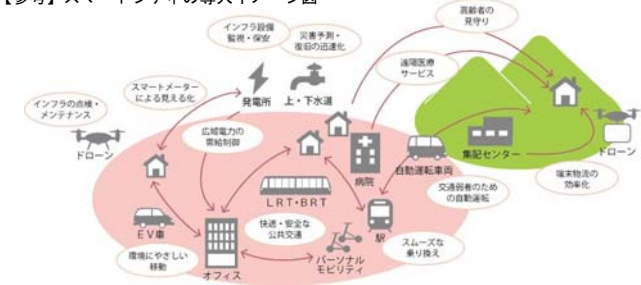 【参考】スマートシティの導入イメージ図
高齢者の
見守り
インフラ設備
監視・保安
災害予測・
復旧の迅速化
遠隔医療
サービス
スマートメーター
による見える化
発電所
上・下水道
インフラの点検・
メンテナンス
広域電力の
需給制御
ドローン
病院
自動運転車両
集配センター
ドローン
LRT・BRT
交通弱者のため
の自動運転
端末物流の
効率化
EV車
快適・安全な
公共交通
駅
環境にやさしい
移動
オフィス
パーソナル
モビリティ
スムーズな
乗り換え